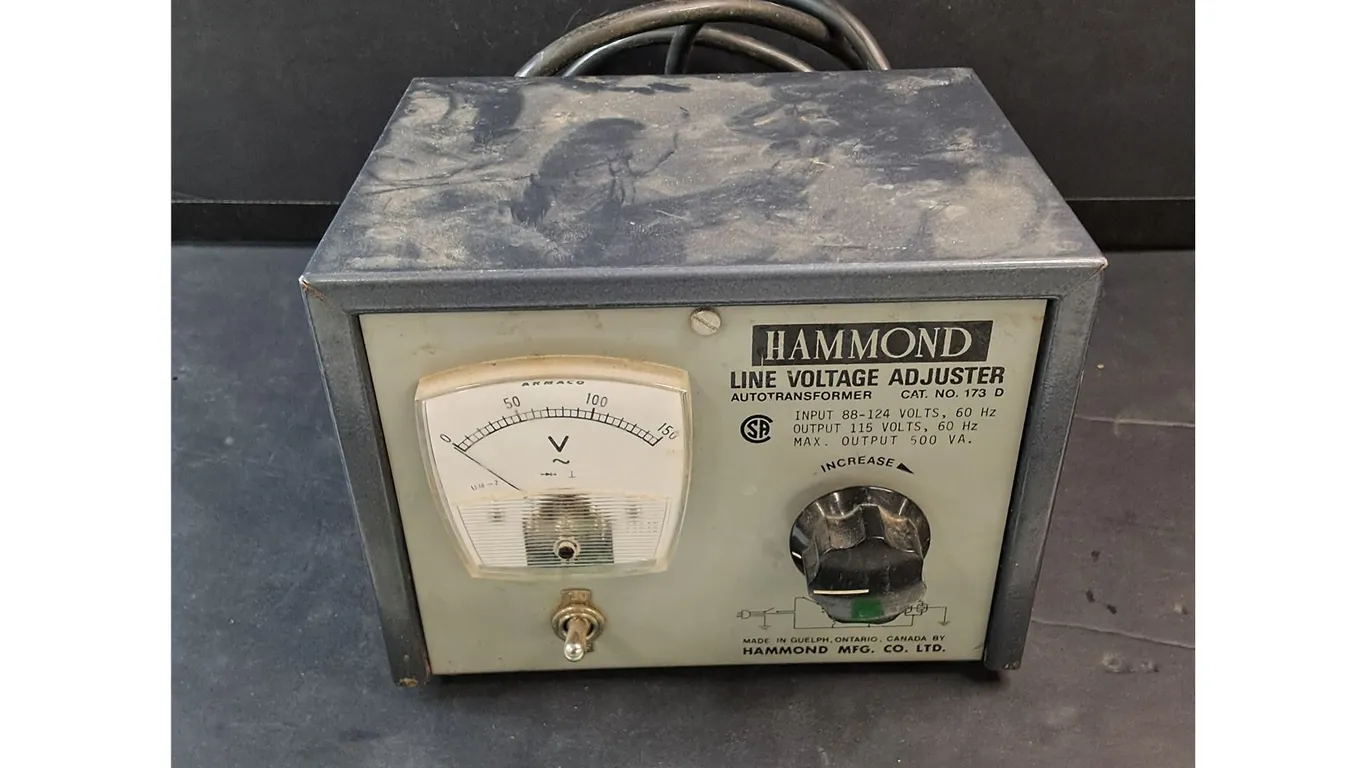 ARMACO
0 50 100 150
V
~
HAMMOND
LINE VOLTAGE ADJUSTER
AUTOTRANSFORMER CAT. NO. 173 D
SA
INPUT 88-124 VOLTS, 60 Hz
OUTPUT 115 VOLTS, 60 Hz
MAX. OUTPUT 500 VA.
INCREASE
MADE IN GUELPH, ONTARIO, CANADA BY
HAMMOND MFG. CO. LTD.